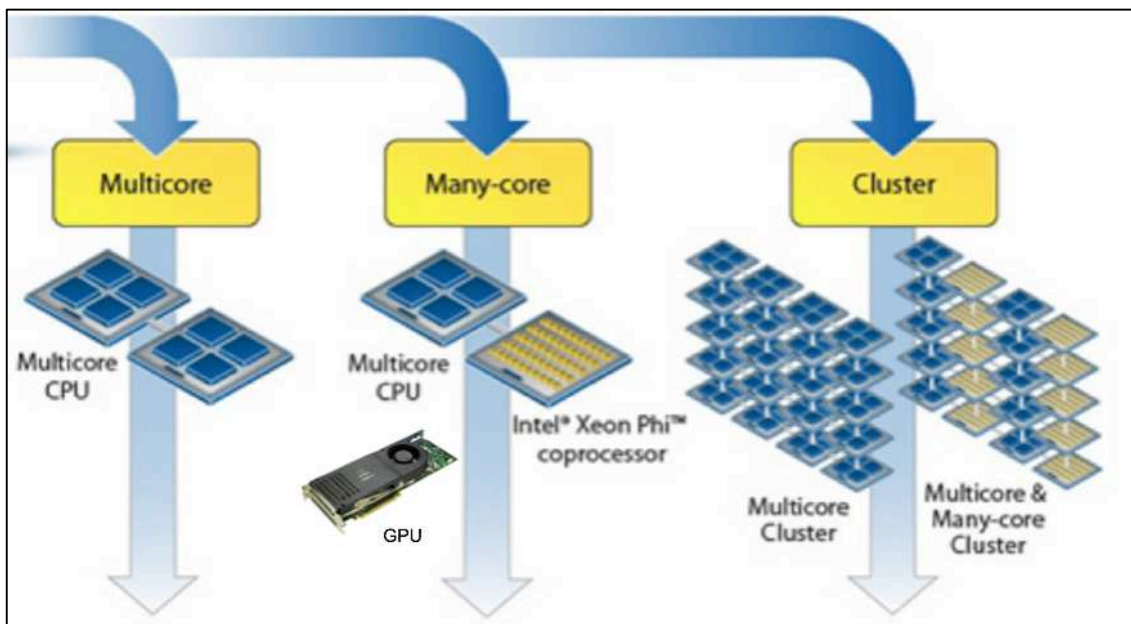 Multicore
Many-core
Cluster
Multicore
CPU
Multicore
CPU
Intel® Xeon Phi™
coprocessor
GPU
Multicore
Cluster
Multicore &
Many-core
Cluster